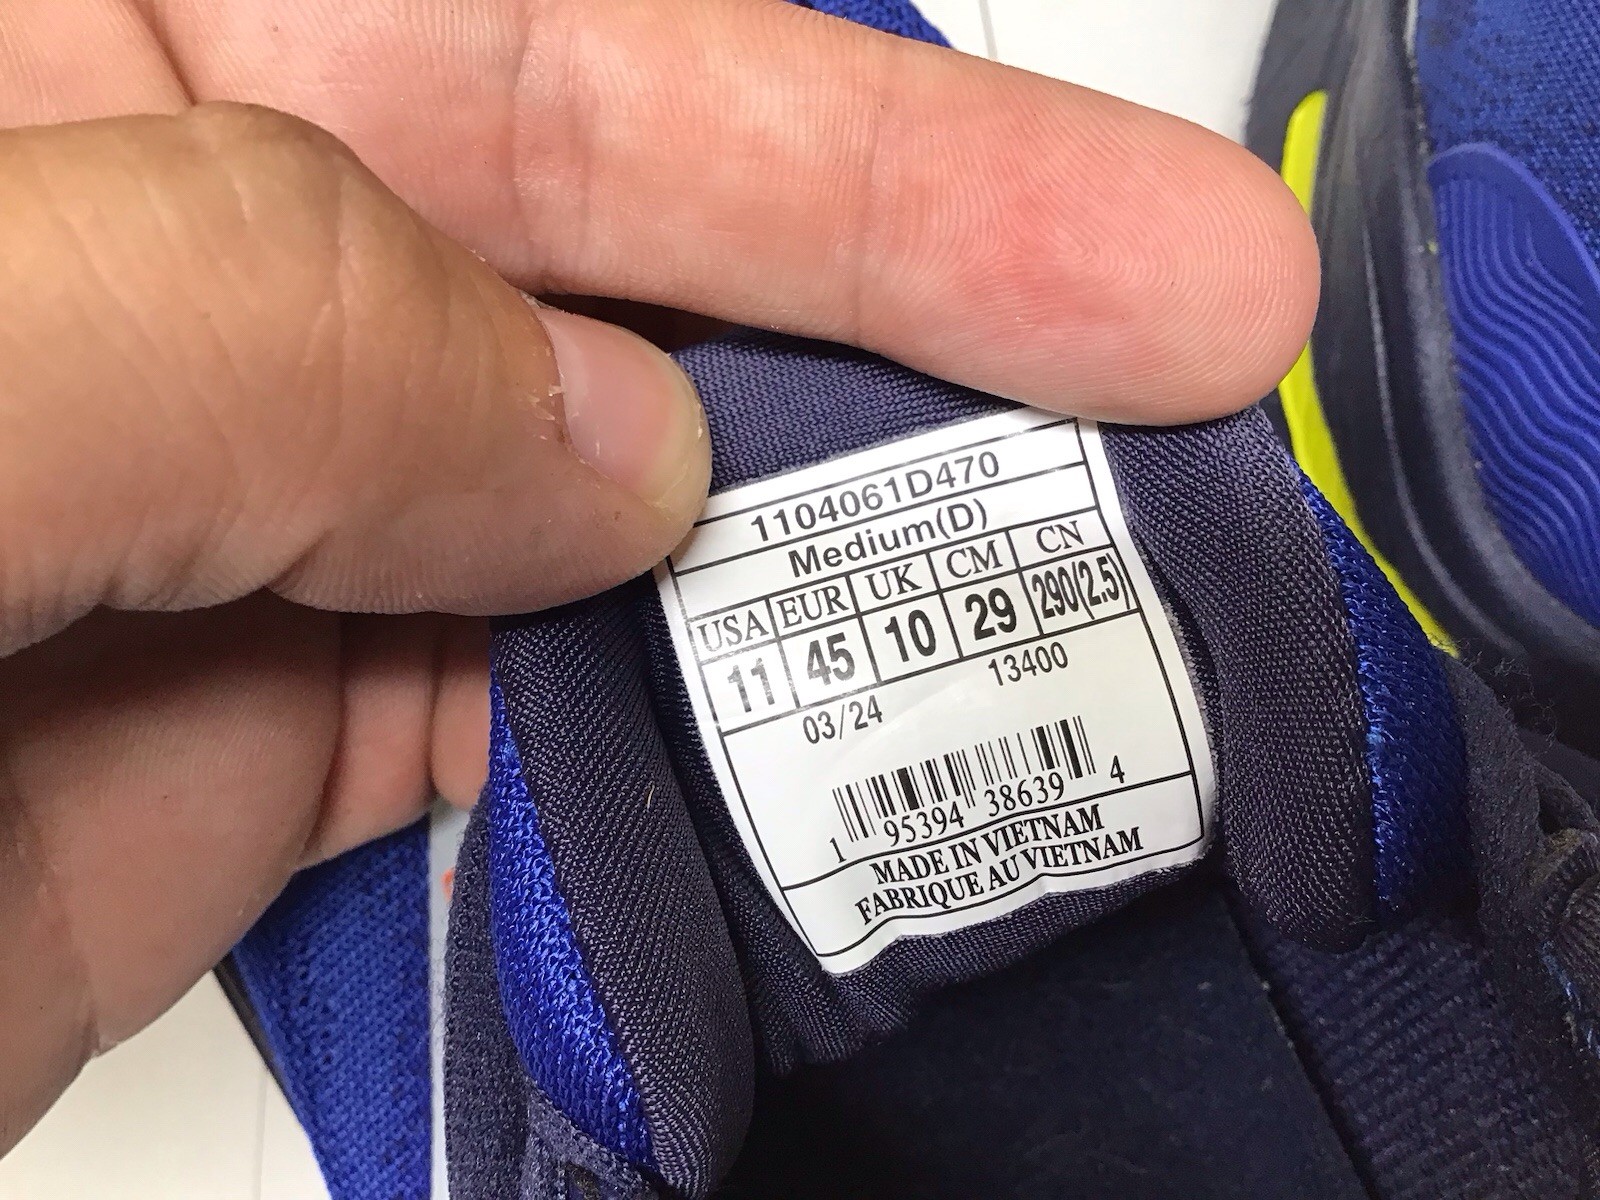 1104061D470
Medium(D)
USA EUR UK CM CN
11 45 10 29 290(2.5)
03/24 13400
1 95394 38639 4
MADE IN VIETNAM
FABRIQUE AU VIETNAM